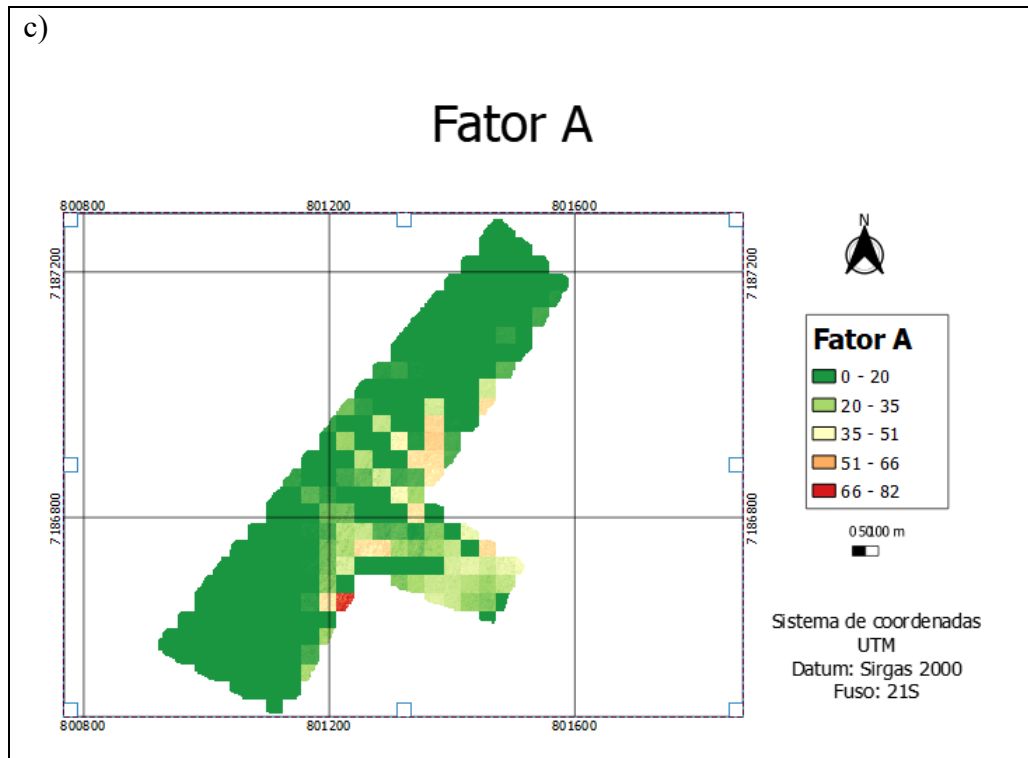 c)
Fator A
800800 801200 801600
7187200 7187200
7186800 7186800
800800 801200 801600
N
Fator A
0 - 20
20 - 35
35 - 51
51 - 66
66 - 82
0 50100 m
Sistema de coordenadas
UTM
Datum: Sirgas 2000
Fuso: 21S